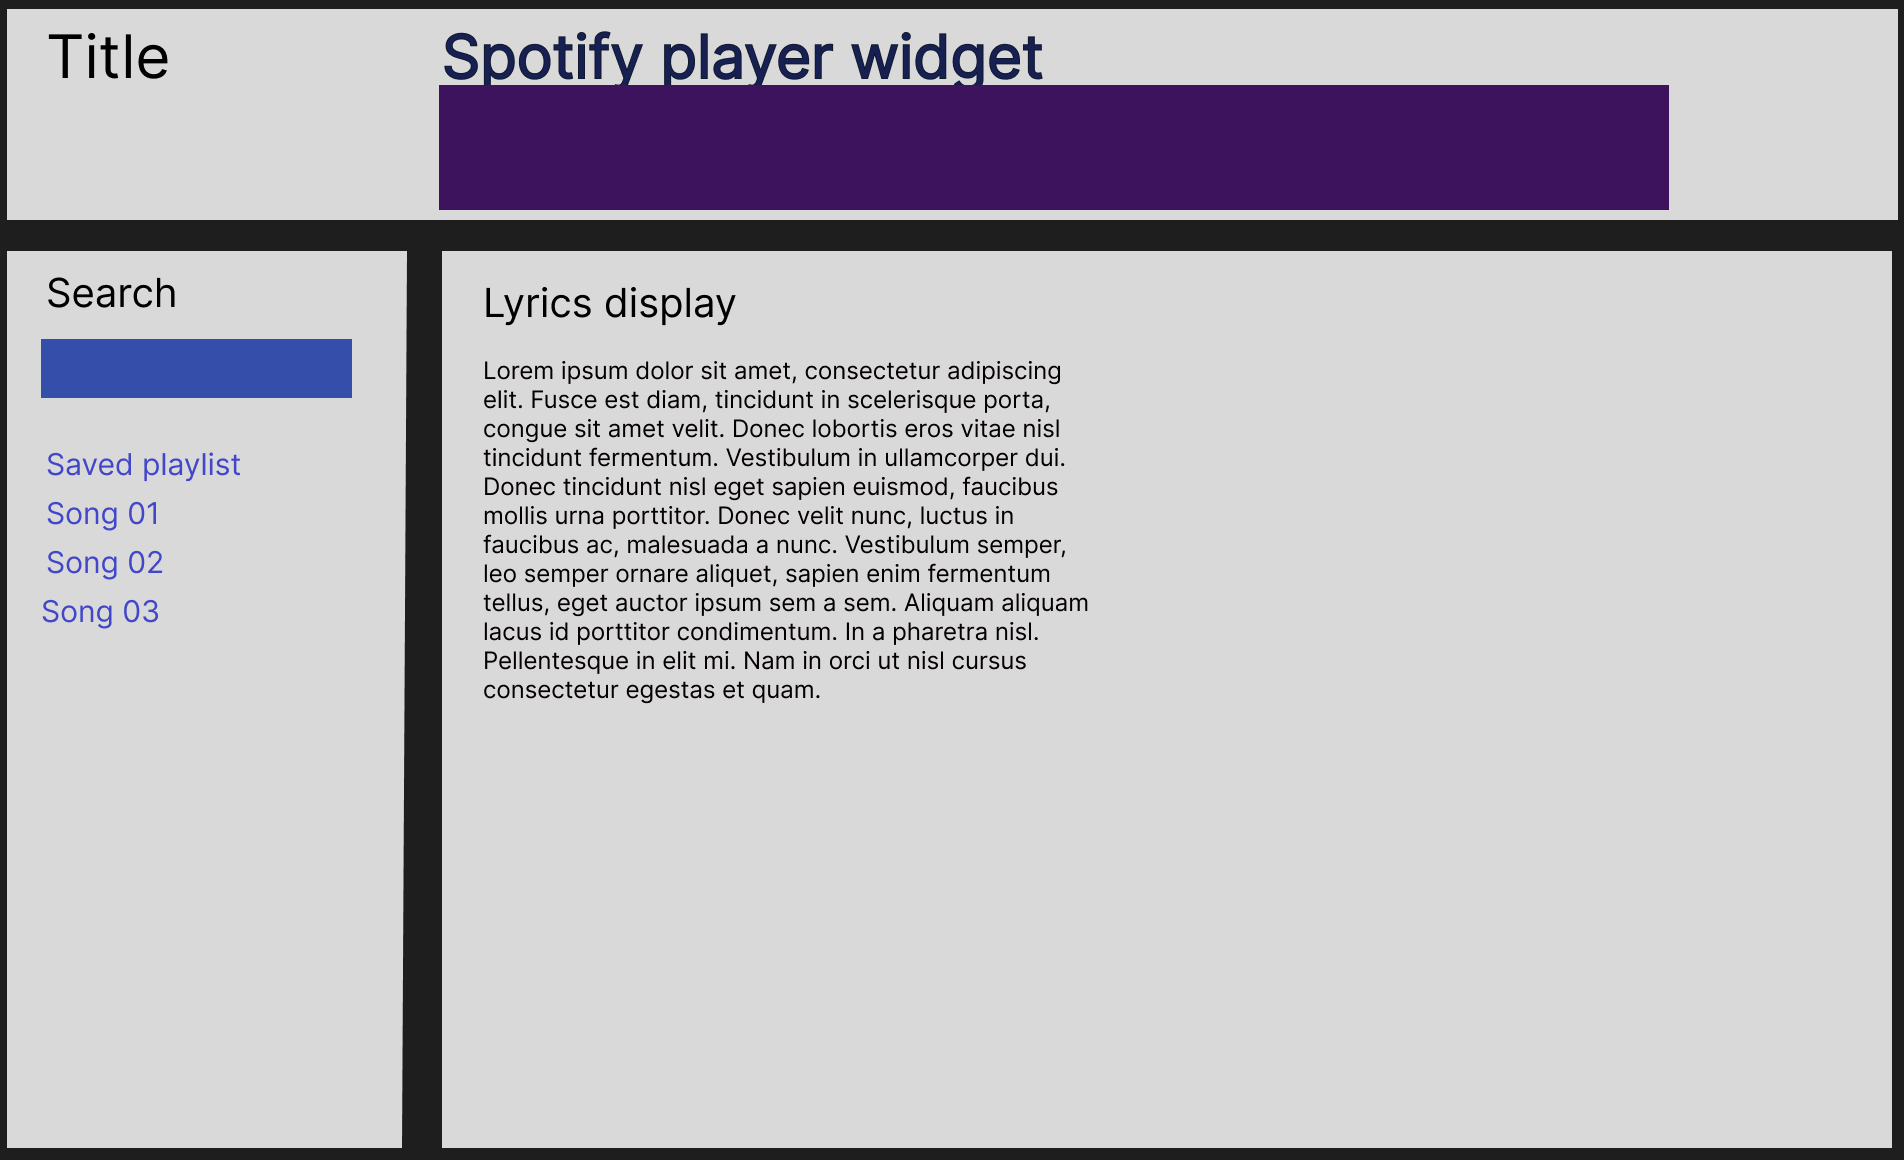 Title
Spotify player widget
Search
Saved playlist
Song 01
Song 02
Song 03
Lyrics display
Lorem ipsum dolor sit amet, consectetur adipiscing
elit. Fusce est diam, tincidunt in scelerisque porta,
congue sit amet velit. Donec lobortis eros vitae nisl
tincidunt fermentum. Vestibulum in ullamcorper dui.
Donec tincidunt nisl eget sapien euismod, faucibus
mollis urna porttitor. Donec velit nunc, luctus in
faucibus ac, malesuada a nunc. Vestibulum semper,
leo semper ornare aliquet, sapien enim fermentum
tellus, eget auctor ipsum sem a sem. Aliquam aliquam
lacus id porttitor condimentum. In a pharetra nisl.
Pellentesque in elit mi. Nam in orci ut nisl cursus
consectetur egestas et quam.